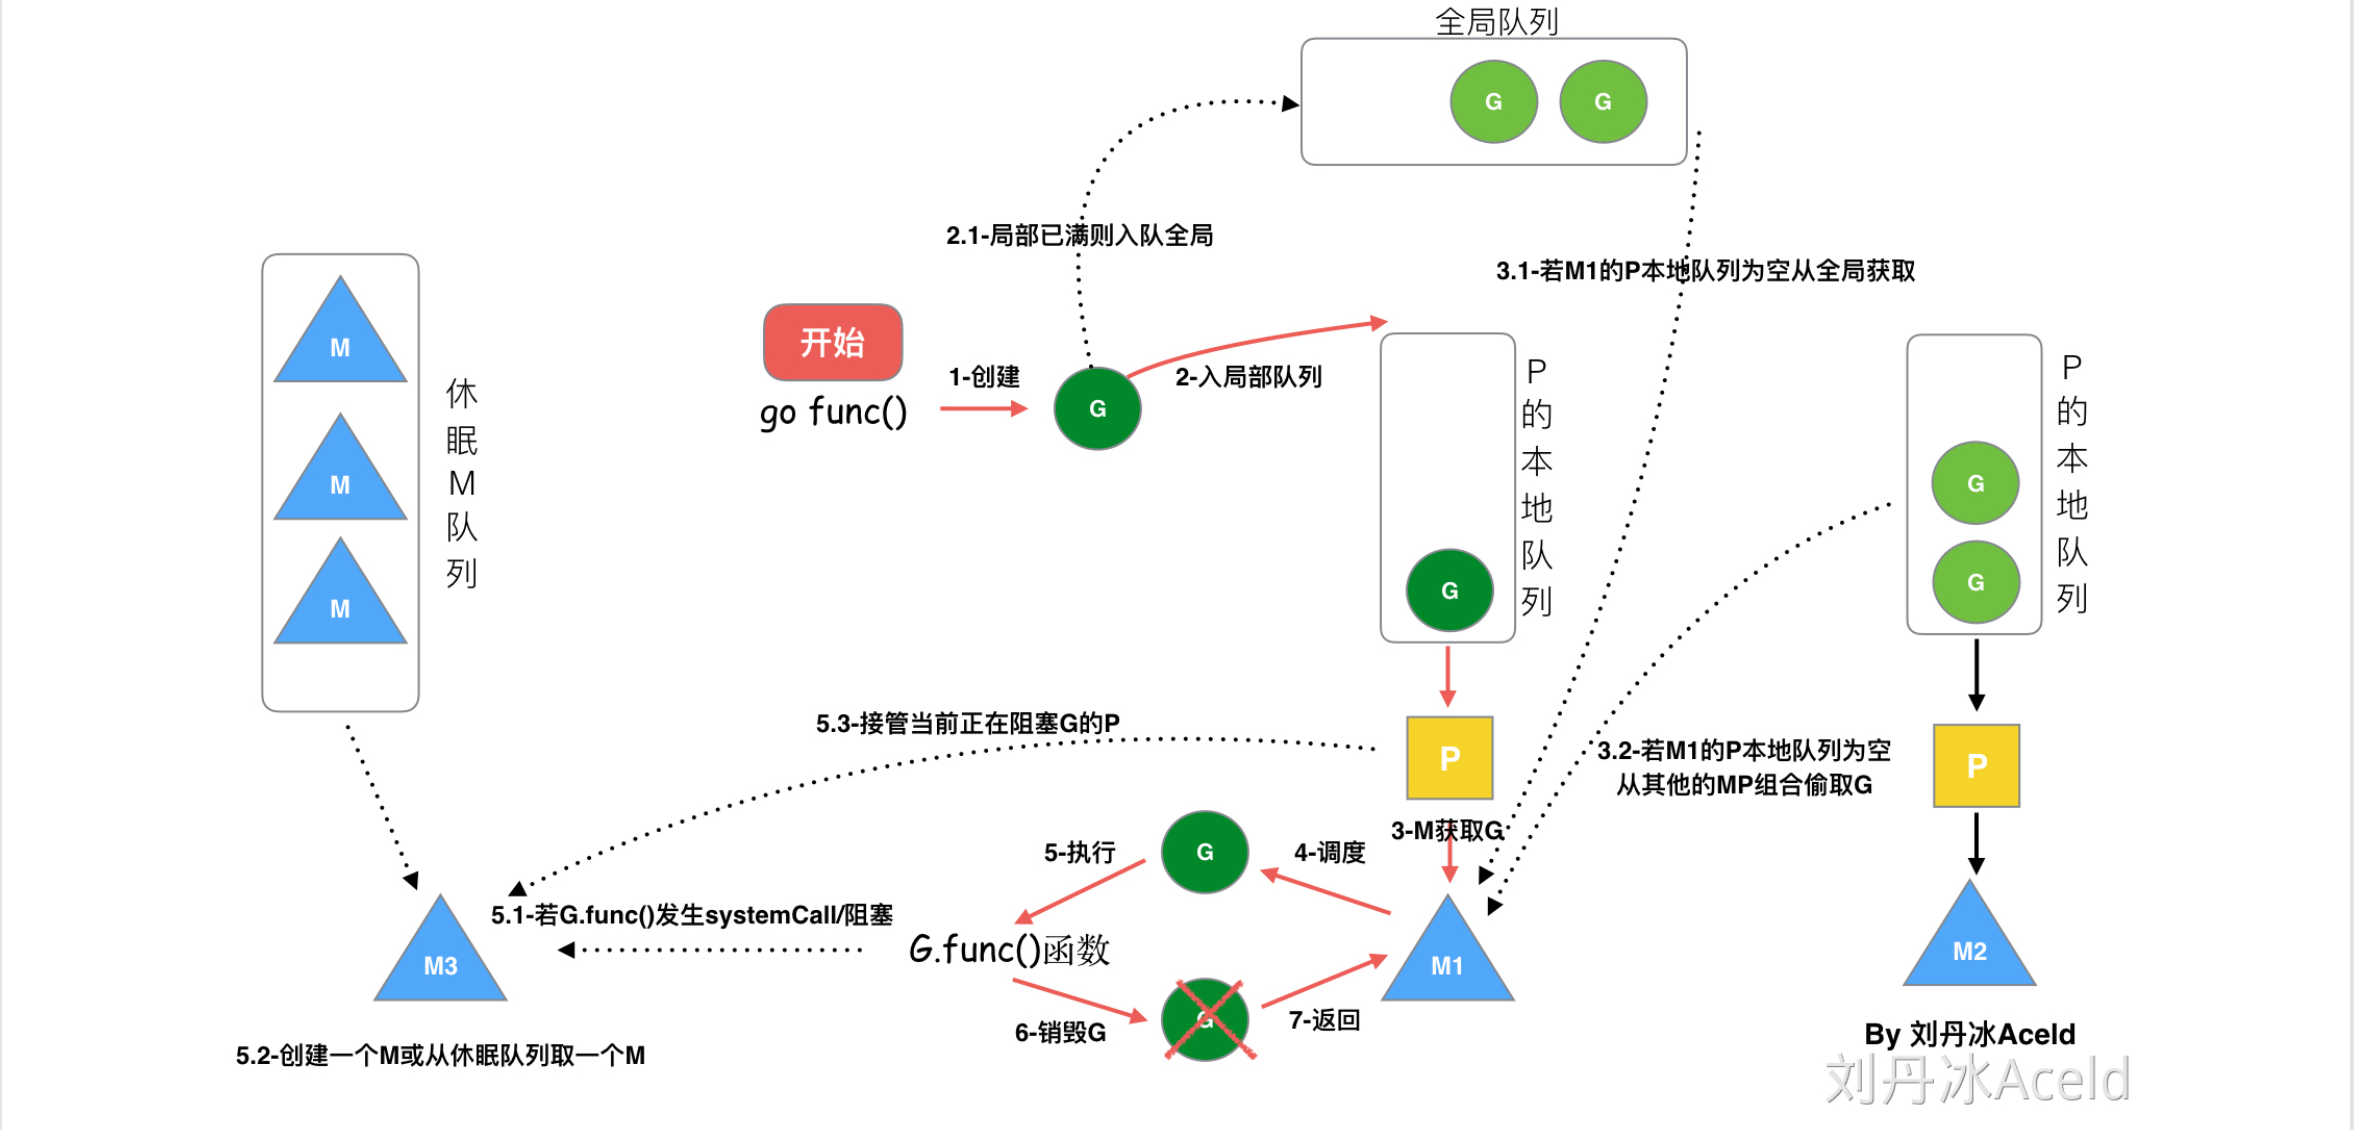 全局队列
G
G
2.1-局部已满则入队全局
3.1-若M1的P本地队列为空从全局获取
开始
go func()
1-创建
G
2-入局部队列
M
M
M
休眠M队列
P的本地队列
G
P的本地队列
G
G
5.3-接管当前正在阻塞G的P
P
3.2-若M1的P本地队列为空
从其他的MP组合偷取G
P
3-M获取G
5-执行
G
4-调度
5.1-若G.func()发生systemCall/阻塞
G.func()函数
M3
M1
M2
6-销毁G
G
7-返回
5.2-创建一个M或从休眠队列取一个M
By 刘丹冰Aceld
刘丹冰Aceld